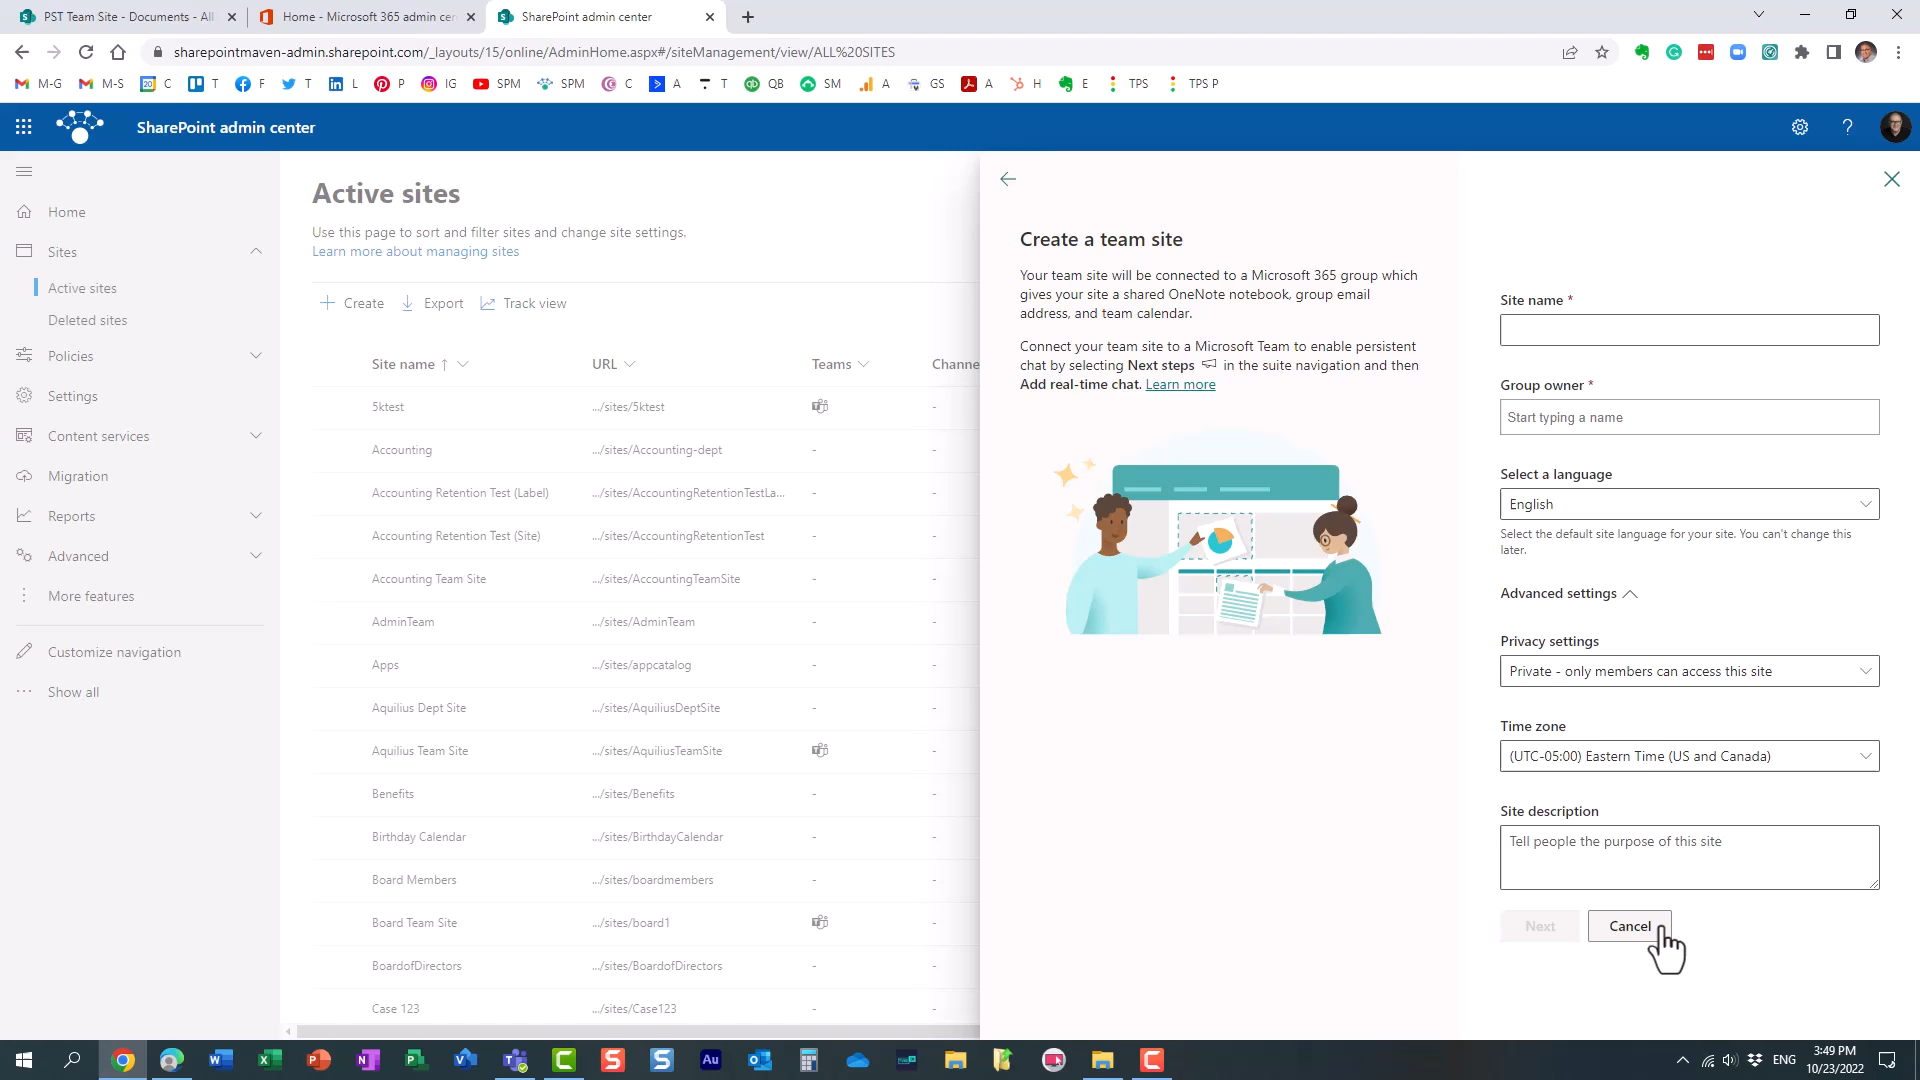 PST Team Site - Documents - All
Home - Microsoft 365 admin cen
SharePoint admin center
sharepointmaven-admin.sharepoint.com/_layouts/15/online/AdminHome.aspx#/siteManagement/view/ALL%20SITES
M-G
M-S
C
T
F
T
L
P
IG
SPM
SPM
C
A
T
QB
SM
A
GS
A
H
E
TPS
TPS P
SharePoint admin center
Home
Sites
Active sites
Deleted sites
Policies
Settings
Content services
Migration
Reports
Advanced
More features
Customize navigation
Show all
Active sites
Use this page to sort and filter sites and change site settings.
Learn more about managing sites
Create
Export
Track view
Site name ↑ URL Teams Channe
5ktest .../sites/5ktest -
Accounting .../sites/Accounting-dept - -
Accounting Retention Test (Label) .../sites/AccountingRetentionTestLa... - -
Accounting Retention Test (Site) .../sites/AccountingRetentionTest - -
Accounting Team Site .../sites/AccountingTeamSite - -
AdminTeam .../sites/AdminTeam - -
Apps .../sites/appcatalog - -
Aquilius Dept Site .../sites/AquiliusDeptSite - -
Aquilius Team Site .../sites/AquiliusTeamSite -
Benefits .../sites/Benefits - -
Birthday Calendar .../sites/BirthdayCalendar - -
Board Members .../sites/boardmembers - -
Board Team Site .../sites/board1 -
BoardofDirectors .../sites/BoardofDirectors - -
Case 123 .../sites/Case123 - -
Create a team site
Your team site will be connected to a Microsoft 365 group which
gives your site a shared OneNote notebook, group email
address, and team calendar.
Connect your team site to a Microsoft Team to enable persistent
chat by selecting Next steps in the suite navigation and then
Add real-time chat. Learn more
Site name *
Group owner *
Start typing a name
Select a language
English
Select the default site language for your site. You can't change this
later.
Advanced settings
Privacy settings
Private - only members can access this site
Time zone
(UTC-05:00) Eastern Time (US and Canada)
Site description
Tell people the purpose of this site
Next
Cancel
ENG
3:49 PM
10/23/2022